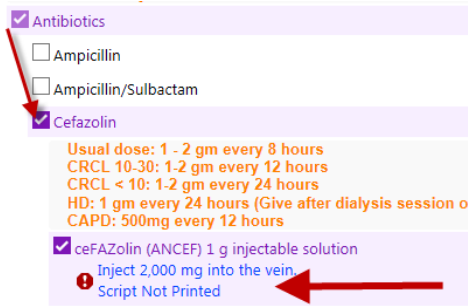 Antibiotics
Ampicillin
Ampicillin/Sulbactam
Cefazolin
Usual dose: 1 - 2 gm every 8 hours
CRCL 10-30: 1-2 gm every 12 hours
CRCL < 10: 1-2 gm every 24 hours
HD: 1 gm every 24 hours (Give after dialysis session o
CAPD: 500mg every 12 hours
ceFAZolin (ANCEF) 1 g injectable solution
Inject 2,000 mg into the vein.
Script Not Printed